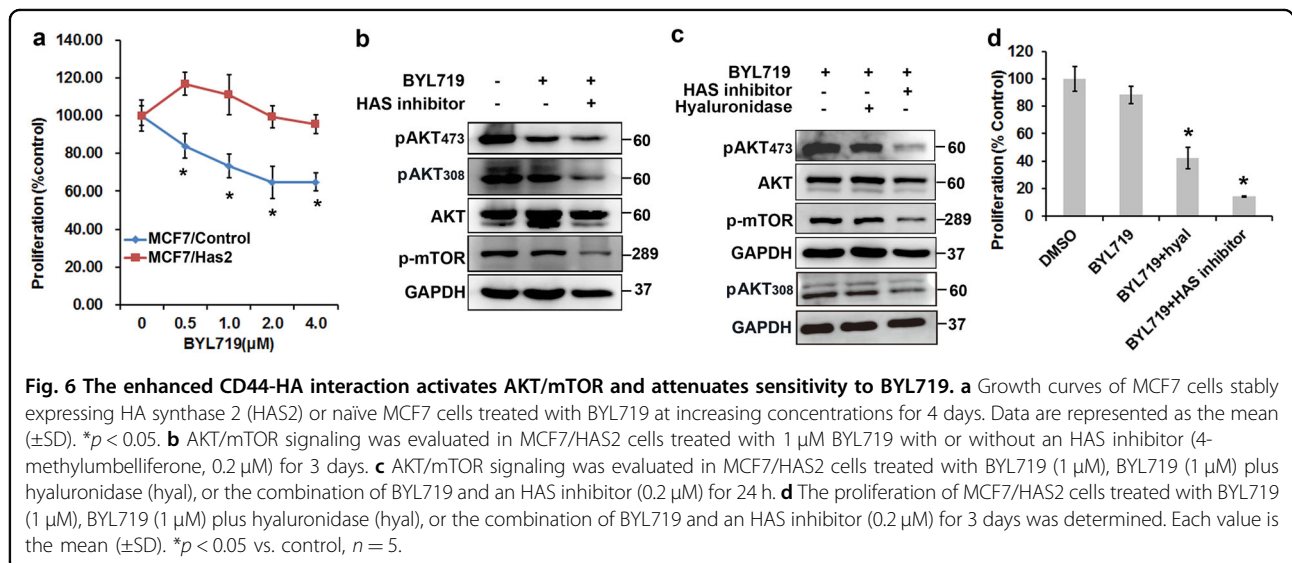 a
140.00
120.00
100.00
80.00
60.00
40.00
20.00
0.00
Proliferation (%control)
* * * *
MCF7/Control
MCF7/Has2
0 0.5 1.0 2.0 4.0
BYL719(µM)
b
BYL719 - + +
HAS inhibitor - - +
pAKT473 60
pAKT308 60
AKT 60
p-mTOR 289
GAPDH 37
c
BYL719 + + +
HAS inhibitor - - +
Hyaluronidase - + -
pAKT473 60
AKT 60
p-mTOR 289
GAPDH 37
pAKT308 60
GAPDH 37
d
120
100
80
60
40
20
0
Proliferation (% Control)
* *
DMSO
BYL719
BYL719+hyal
BYL719+HAS inhibitor
Fig. 6 The enhanced CD44-HA interaction activates AKT/mTOR and attenuates sensitivity to BYL719. a Growth curves of MCF7 cells stably
expressing HA synthase 2 (HAS2) or naïve MCF7 cells treated with BYL719 at increasing concentrations for 4 days. Data are represented as the mean
(±SD). *p < 0.05. b AKT/mTOR signaling was evaluated in MCF7/HAS2 cells treated with 1 µM BYL719 with or without an HAS inhibitor (4-
methylumbelliferone, 0.2 µM) for 3 days. c AKT/mTOR signaling was evaluated in MCF7/HAS2 cells treated with BYL719 (1 µM), BYL719 (1 µM) plus
hyaluronidase (hyal), or the combination of BYL719 and an HAS inhibitor (0.2 µM) for 24 h. d The proliferation of MCF7/HAS2 cells treated with BYL719
(1 µM), BYL719 (1 µM) plus hyaluronidase (hyal), or the combination of BYL719 and an HAS inhibitor (0.2 µM) for 3 days was determined. Each value is
the mean (±SD). *p < 0.05 vs. control, n = 5.